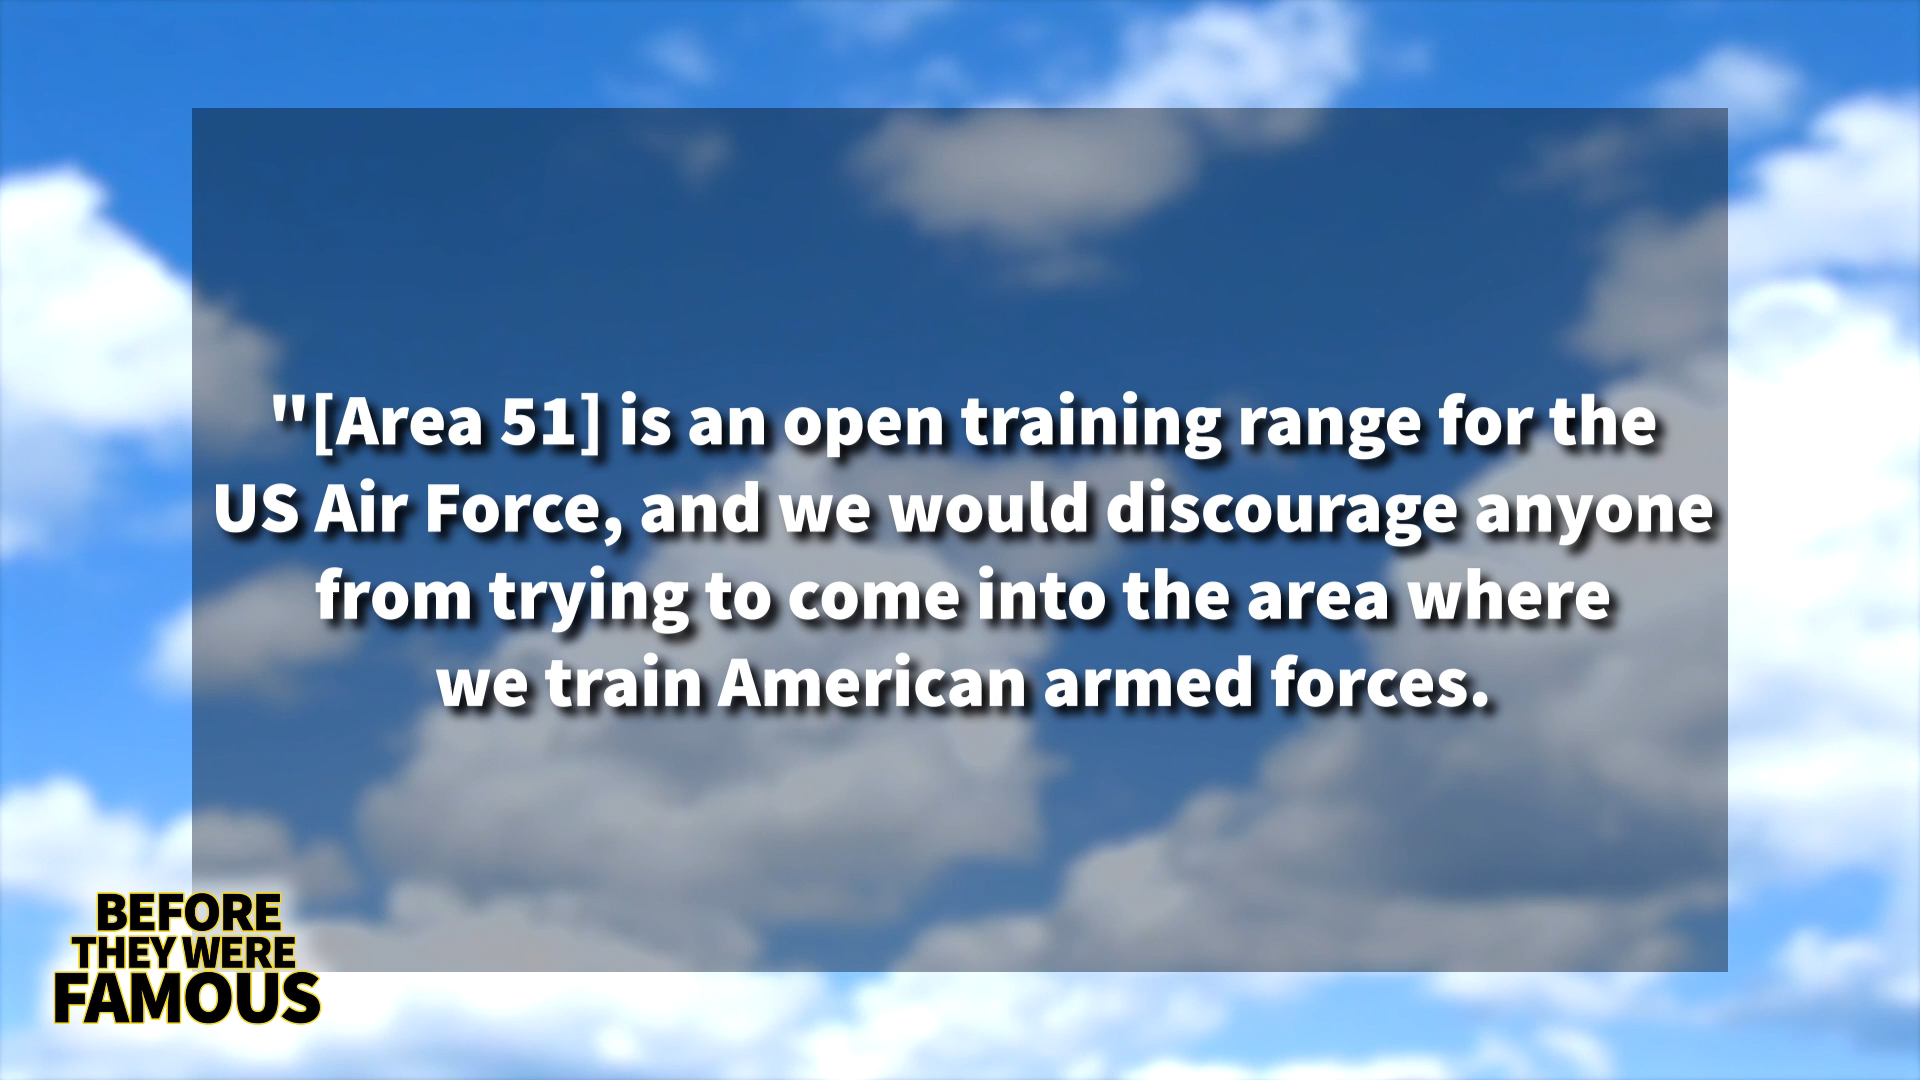 "[Area 51] is an open training range for the
US Air Force, and we would discourage anyone
from trying to come into the area where
we train American armed forces.
BEFORE
THEY WERE
FAMOUS